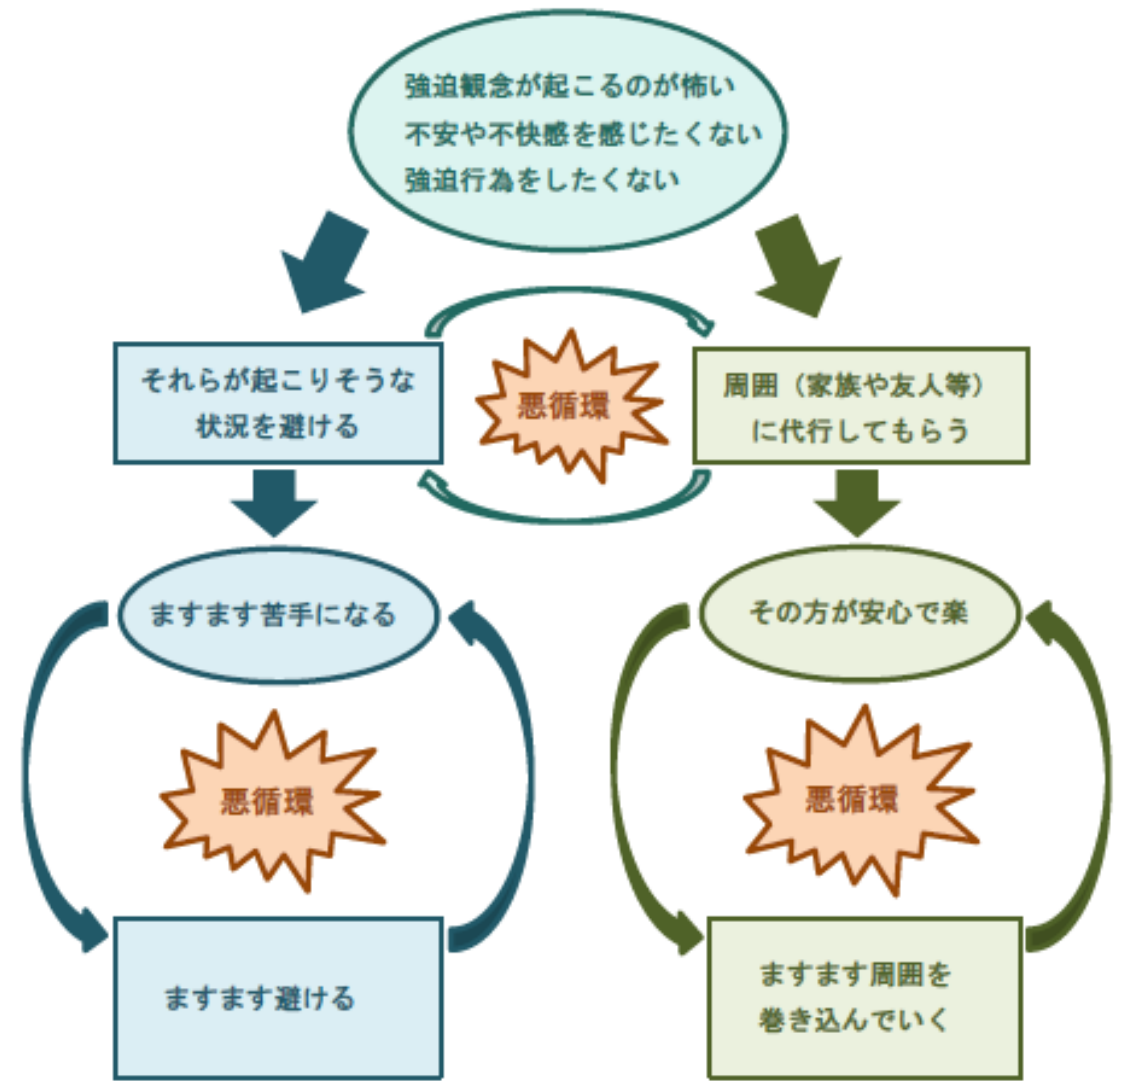 強迫観念が起こるのが怖い
不安や不快感を感じたくない
強迫行為をしたくない
それらが起こりそうな
状況を避ける
悪循環
周囲（家族や友人等）
に代行してもらう
ますます苦手になる
その方が安心で楽
悪循環
悪循環
ますます避ける
ますます周囲を
巻き込んでいく